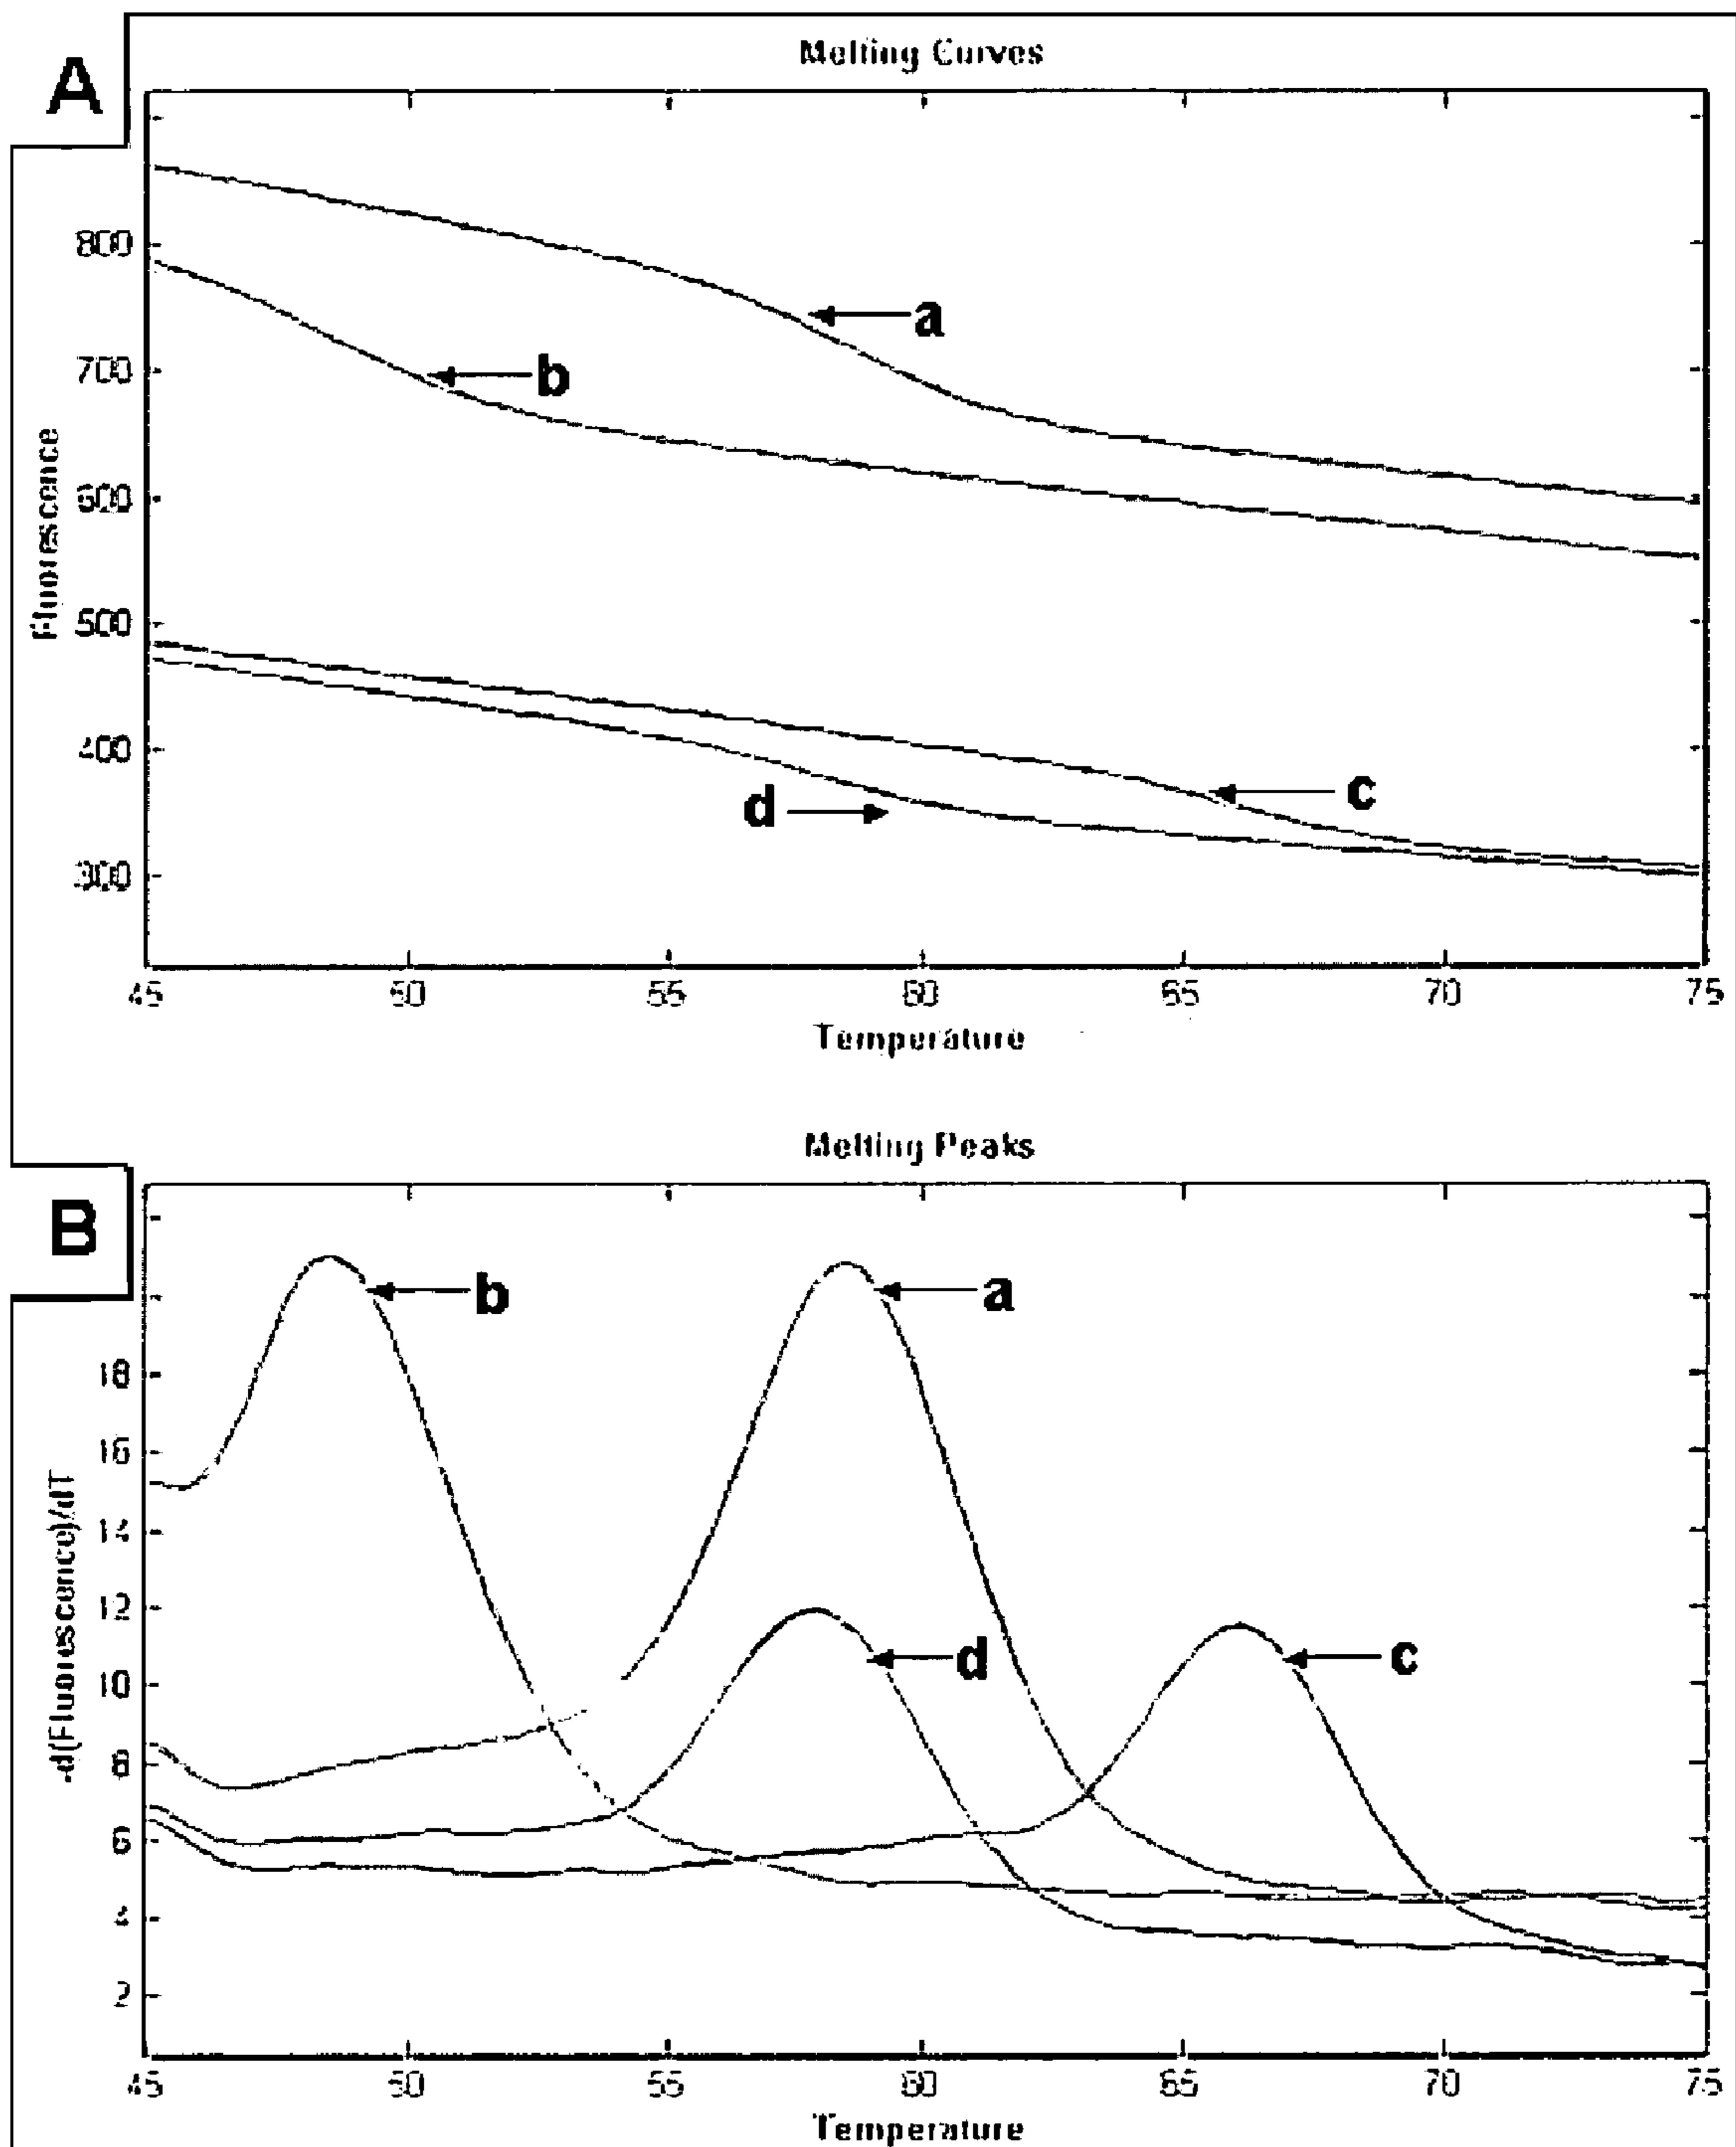 A
Melting Curves
800
700
600
500
400
300
Fluorescence
a
b
c
d
45 50 55 60 65 70 75
Temperature
B
Melting Peaks
18
16
14
12
10
8
6
4
2
-d(Fluorescence)/dT
b
a
d
c
45 50 55 60 65 70 75
Temperature